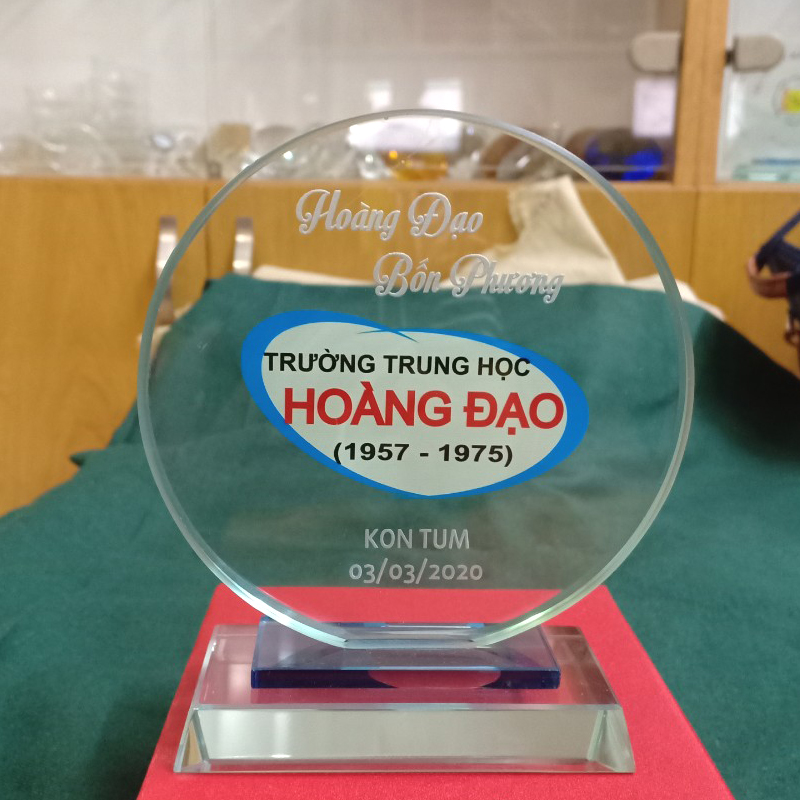 Hoàng Đạo
Bốn Phương
TRƯỜNG TRUNG HỌC
HOÀNG ĐẠO
(1957 - 1975)
KON TUM
03/03/2020